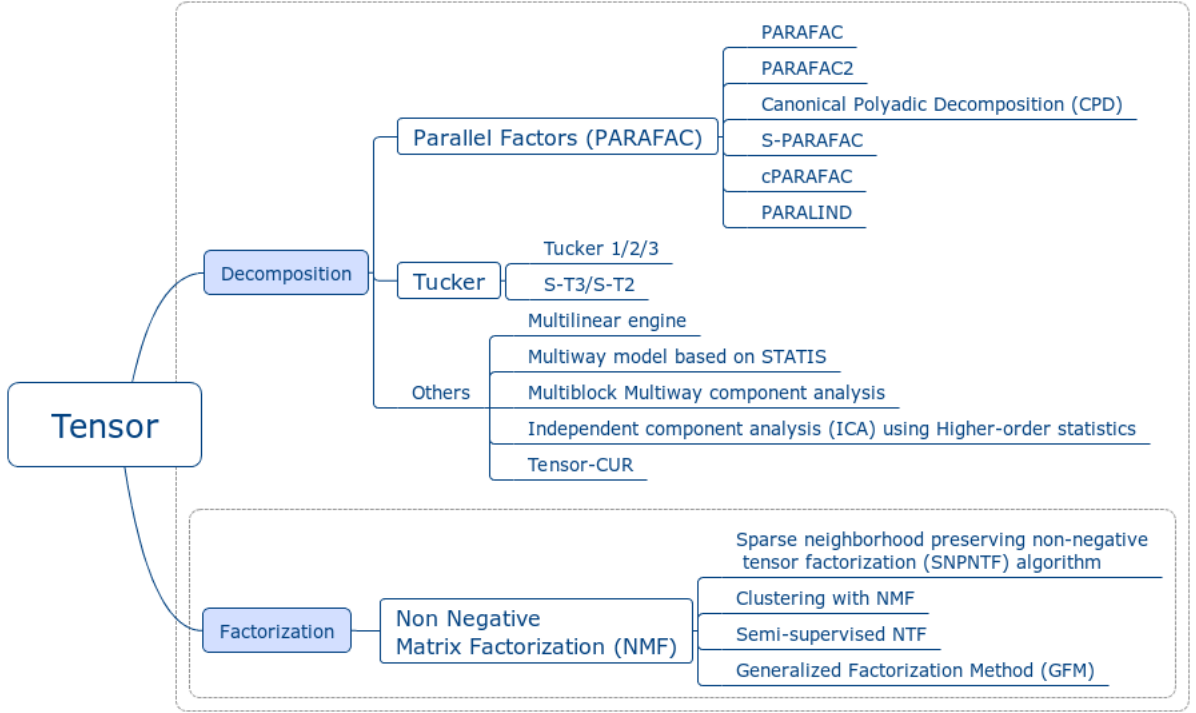 Tensor
Decomposition
Parallel Factors (PARAFAC)
PARAFAC
PARAFAC2
Canonical Polyadic Decomposition (CPD)
S-PARAFAC
cPARAFAC
PARALIND
Tucker
Tucker 1/2/3
S-T3/S-T2
Others
Multilinear engine
Multiway model based on STATIS
Multiblock Multiway component analysis
Independent component analysis (ICA) using Higher-order statistics
Tensor-CUR
Factorization
Non Negative
Matrix Factorization (NMF)
Sparse neighborhood preserving non-negative
tensor factorization (SNPNTF) algorithm
Clustering with NMF
Semi-supervised NTF
Generalized Factorization Method (GFM)